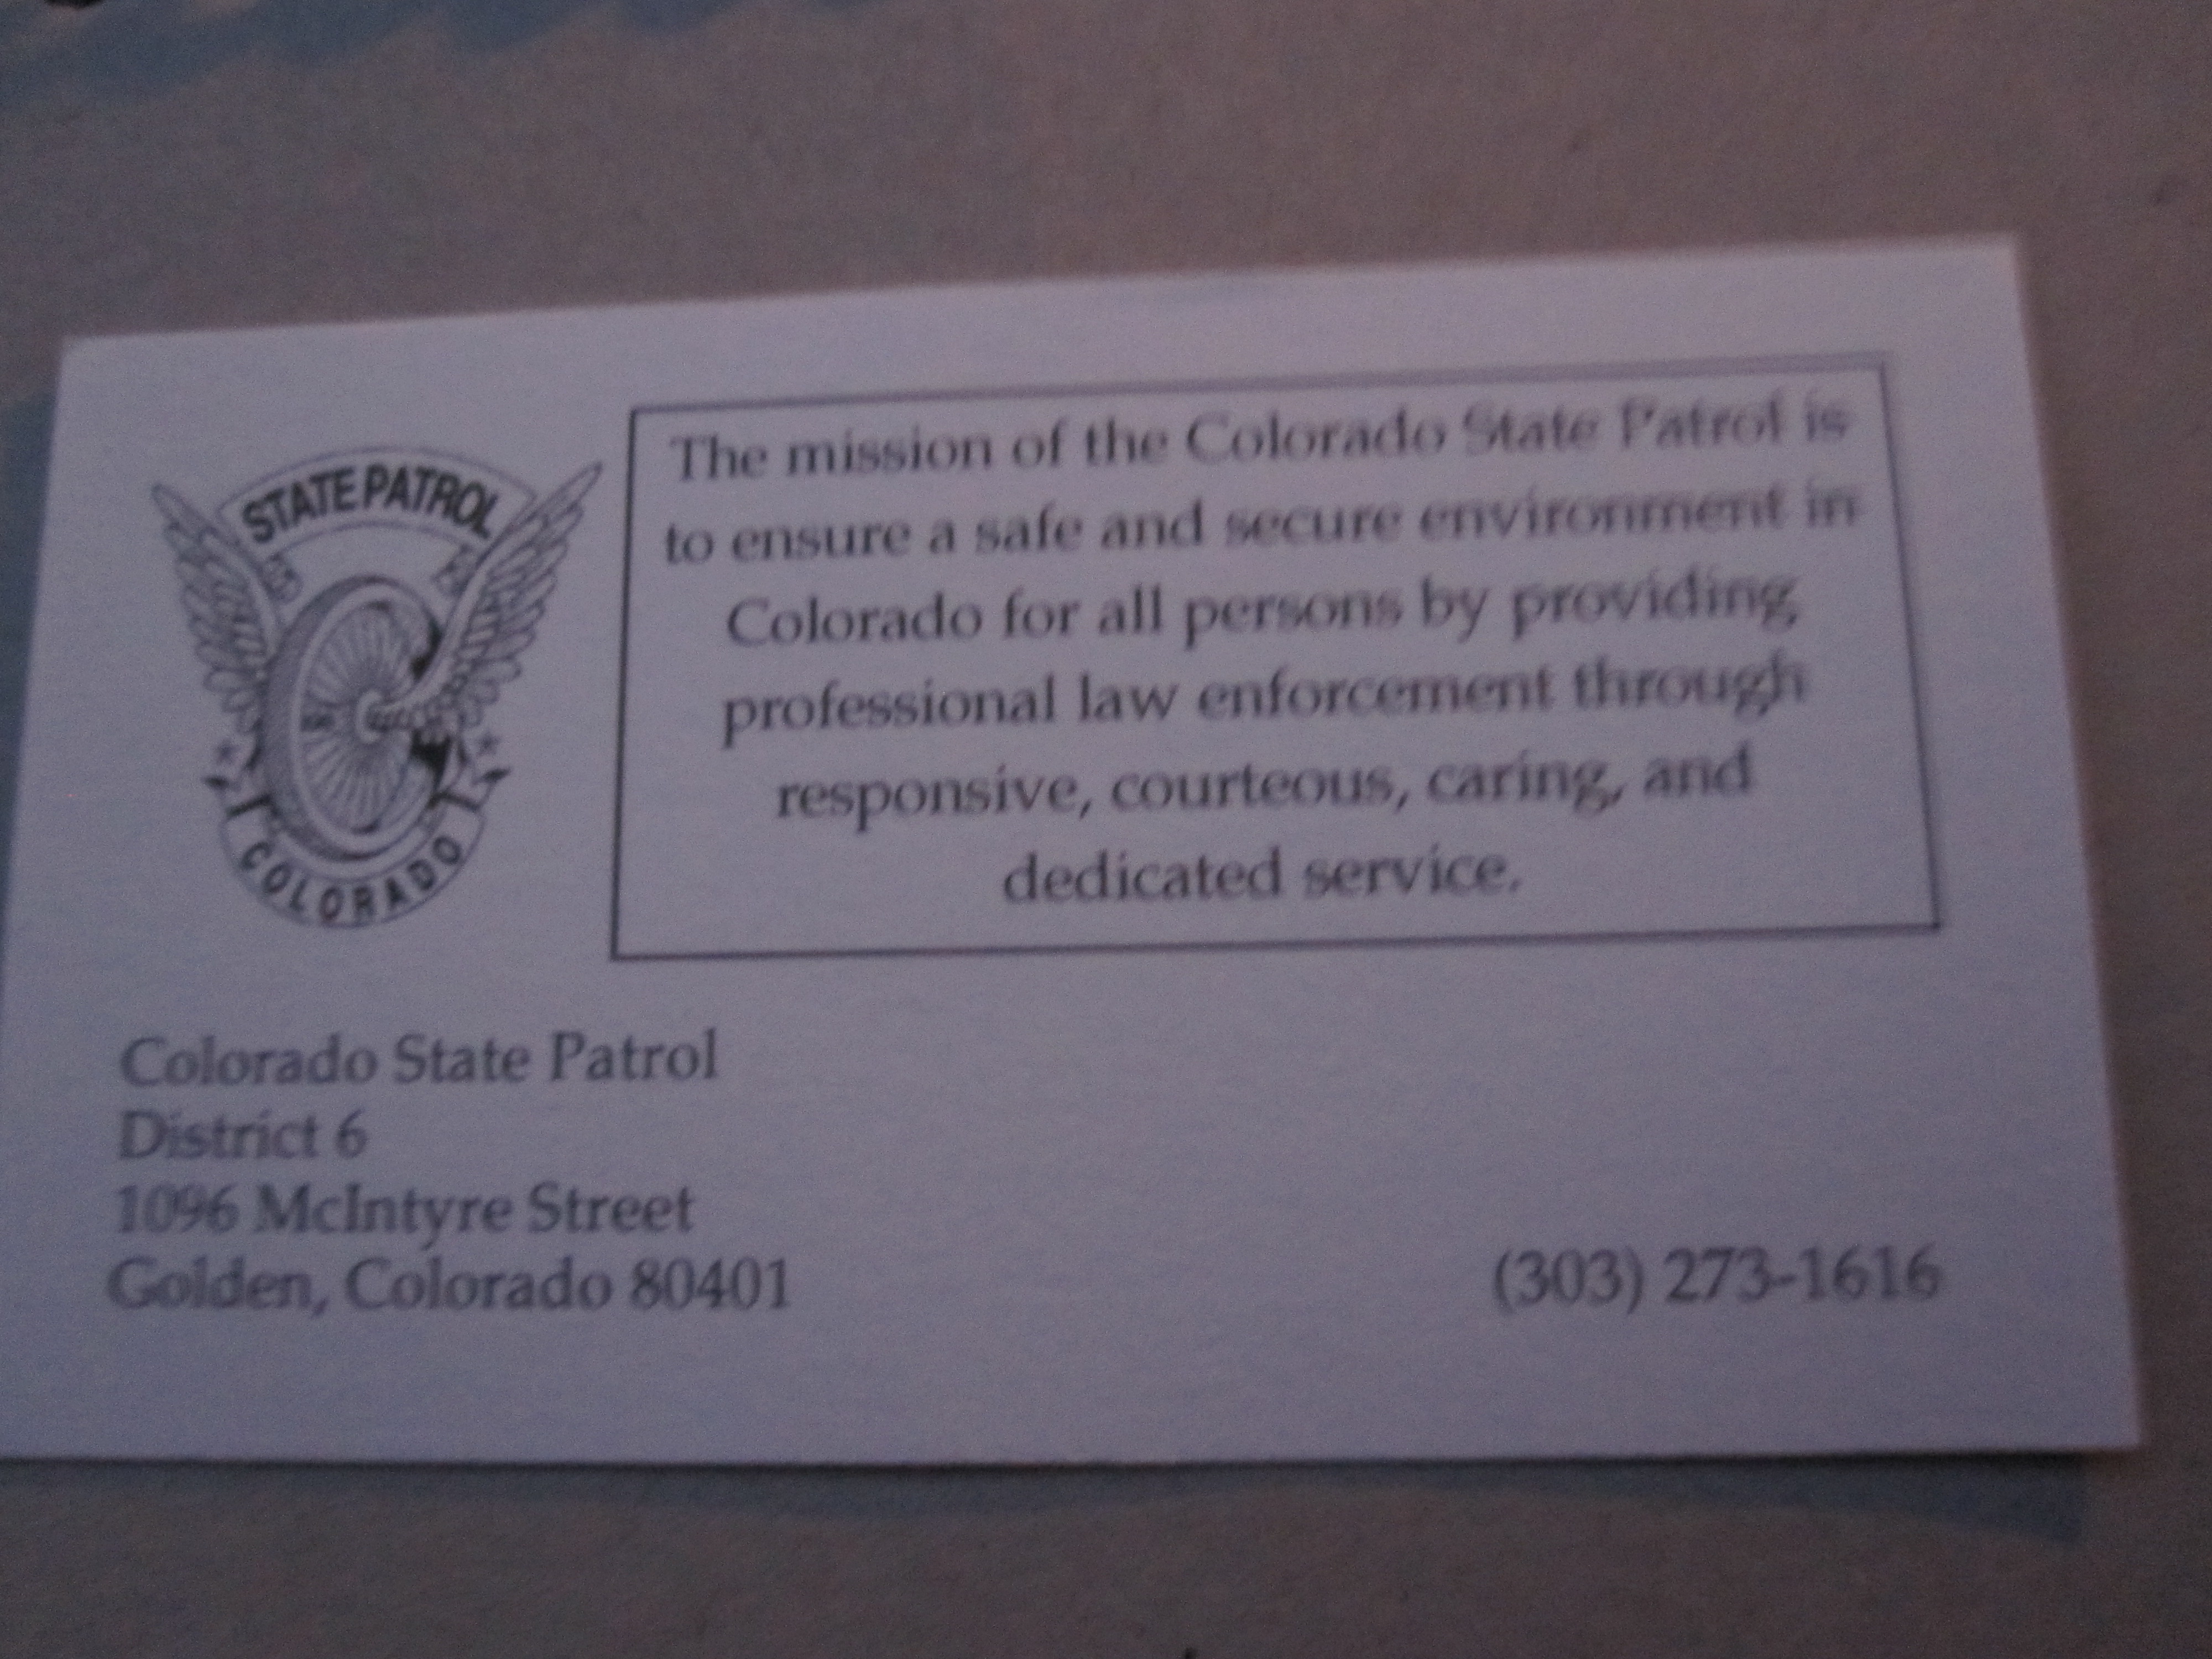 STATE PATROL
COLORADO
The mission of the Colorado State Patrol is
to ensure a safe and secure environment in
Colorado for all persons by providing
professional law enforcement through
responsive, courteous, caring, and
dedicated service.
Colorado State Patrol
District 6
1096 McIntyre Street
Golden, Colorado 80401
(303) 273-1616